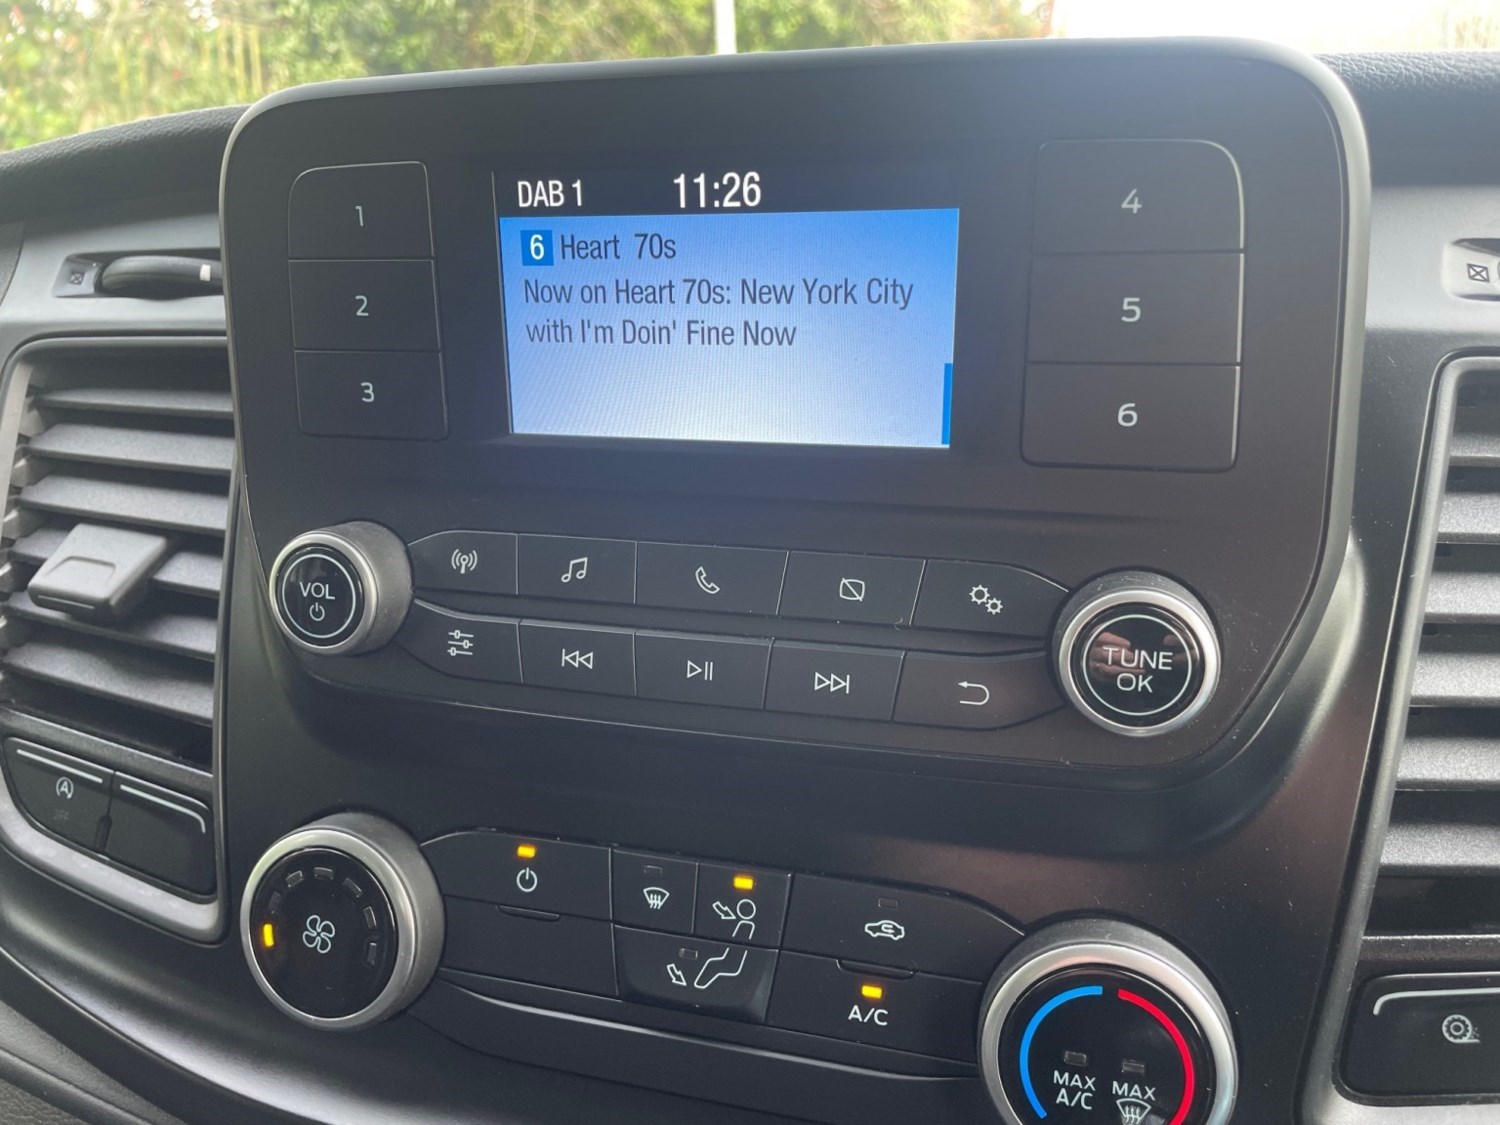 DAB 1 11:26
6 Heart 70s
Now on Heart 70s: New York City
with I'm Doin' Fine Now
1
2
3
4
5
6
VOL
TUNE
OK
A
A/C
MAX
A/C
MAX